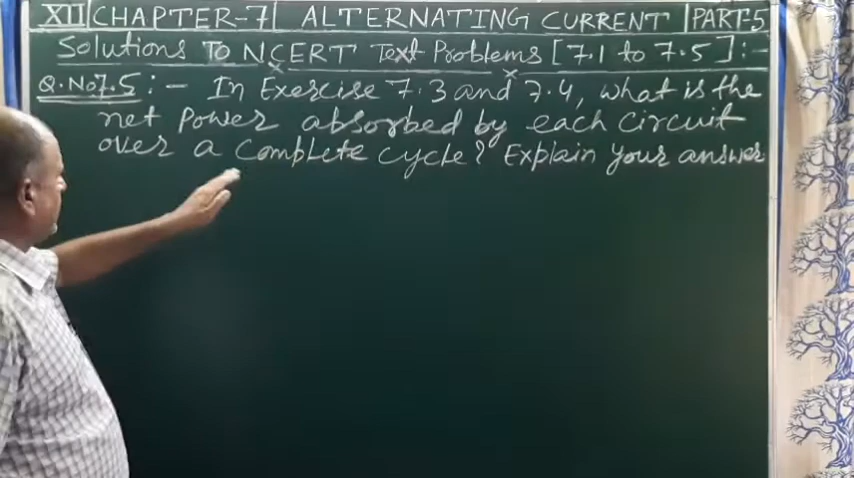 XII CHAPTER-7 ALTERNATING CURRENT PART-5
Solutions TO NCERT Text Problems [7.1 to 7.5]:-
Q.No7.5:- In Exercise 7.3 and 7.4, what is the
net Power absorbed by each circuit
over a complete cycle? Explain your answer